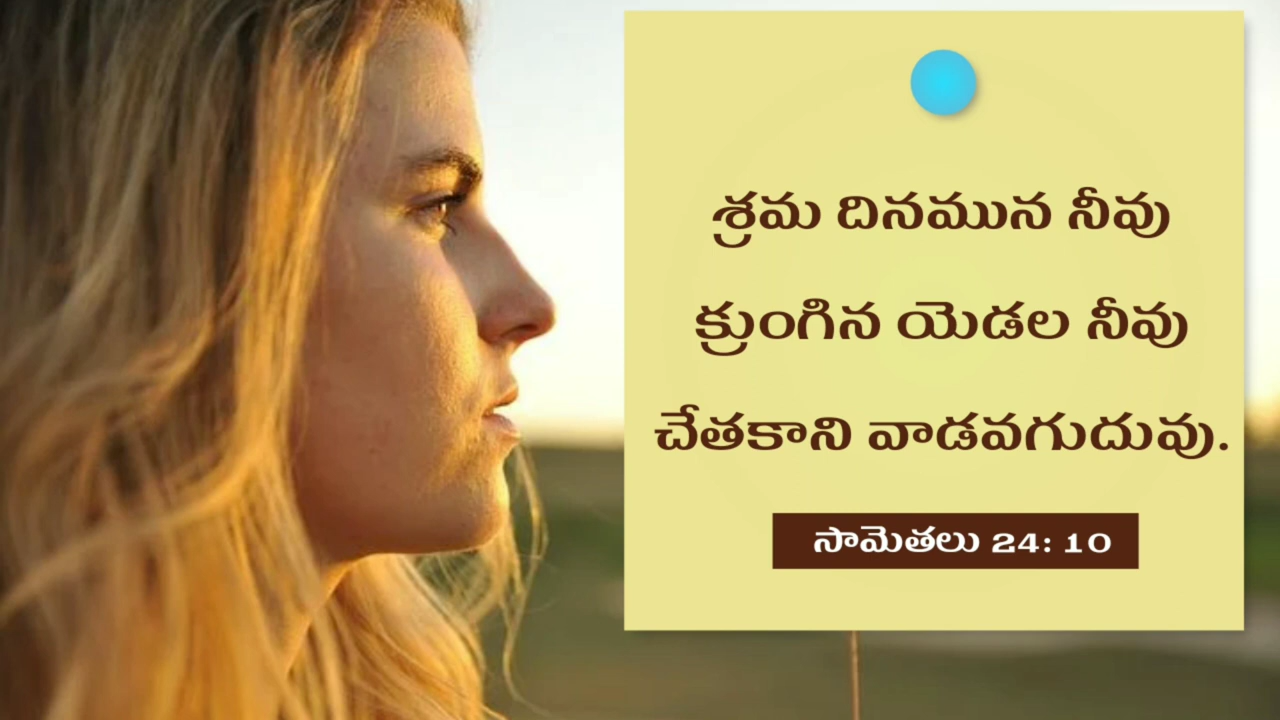 శ్రమ దినమున నీవు
క్రుంగిన యెడల నీవు
చేతకాని వాడవగుదువు.
సామెతలు 24: 10